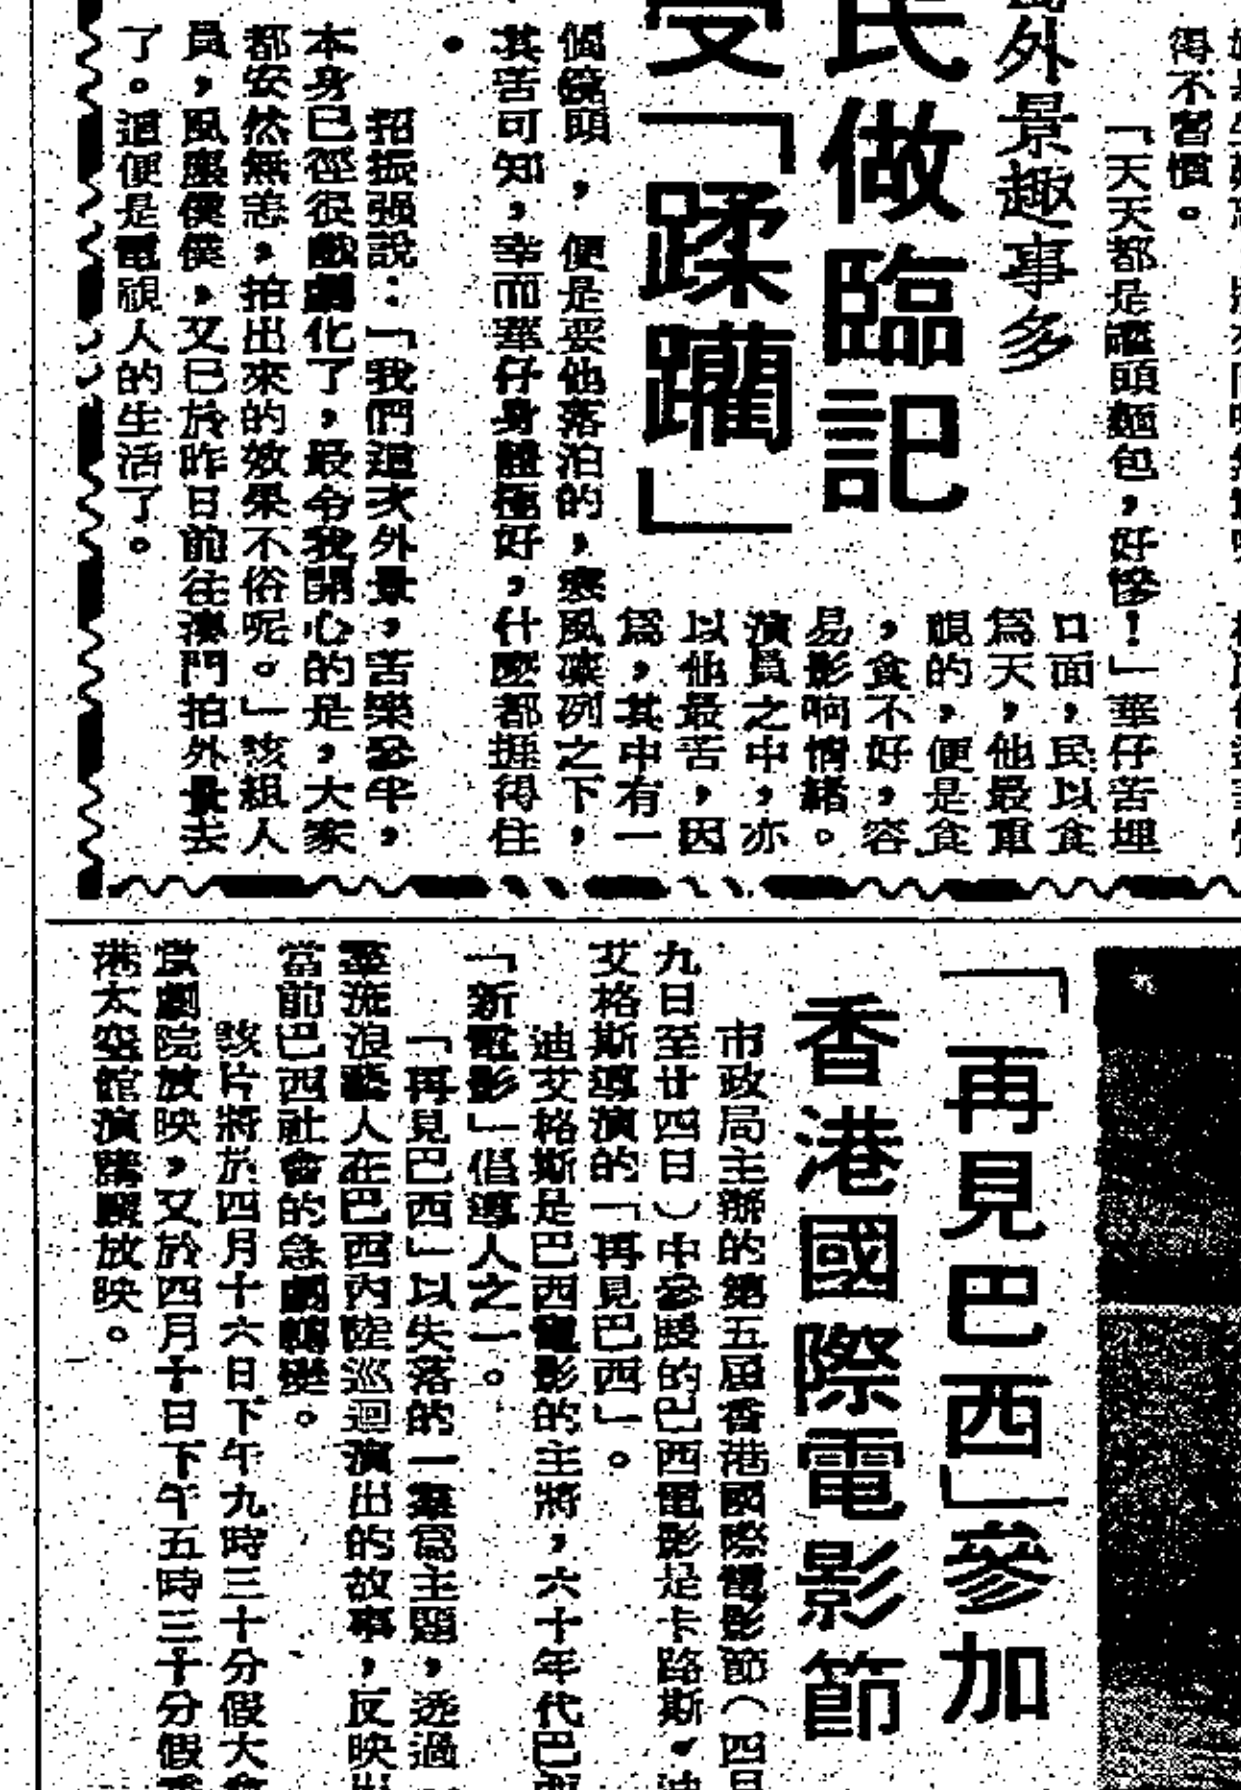 得不習慣。
「天天都是罐頭麵包，好慘！」華仔苦埋
口面，民以食
爲天，他最重
視的，便是食
，食不好，容
易影响情緒。
演員之中，亦
以他最苦，因
爲，其中有一
個鏡頭，便是要他落泊的，寒風凜冽之下，
其苦可知，幸而華仔身體極好，什麼都捱得住
。
招振强說：「我們這次外景，苦樂參半，
本身已經很戲劇化了，最令我開心的是，大家
都安然無恙，拍出來的效果不俗呢。」該組人
員，風塵僕僕，又已於昨日前往澳門拍外景去
了。這便是電視人的生活了。
外景趣事多
民做臨記
受「蹂躪」
「再見巴西」參加
香港國際電影節
市政局主辦的第五屆香港國際電影節（四月
九日至廿四日）中參展的巴西電影是卡路斯・迪
艾格斯導演的「再見巴西」。
迪艾格斯是巴西電影的主將，六十年代巴
「新電影」倡導人之一。
「再見巴西」以失落的一羣爲主題，透過
羣流浪藝人在巴西內陸巡迴演出的故事，反映出
當前巴西社會的急劇轉變。
該片將於四月十六日下午九時三十分假大會
戲劇院放映，又於四月十日下午五時三十分假香
港太空館演講廳放映。